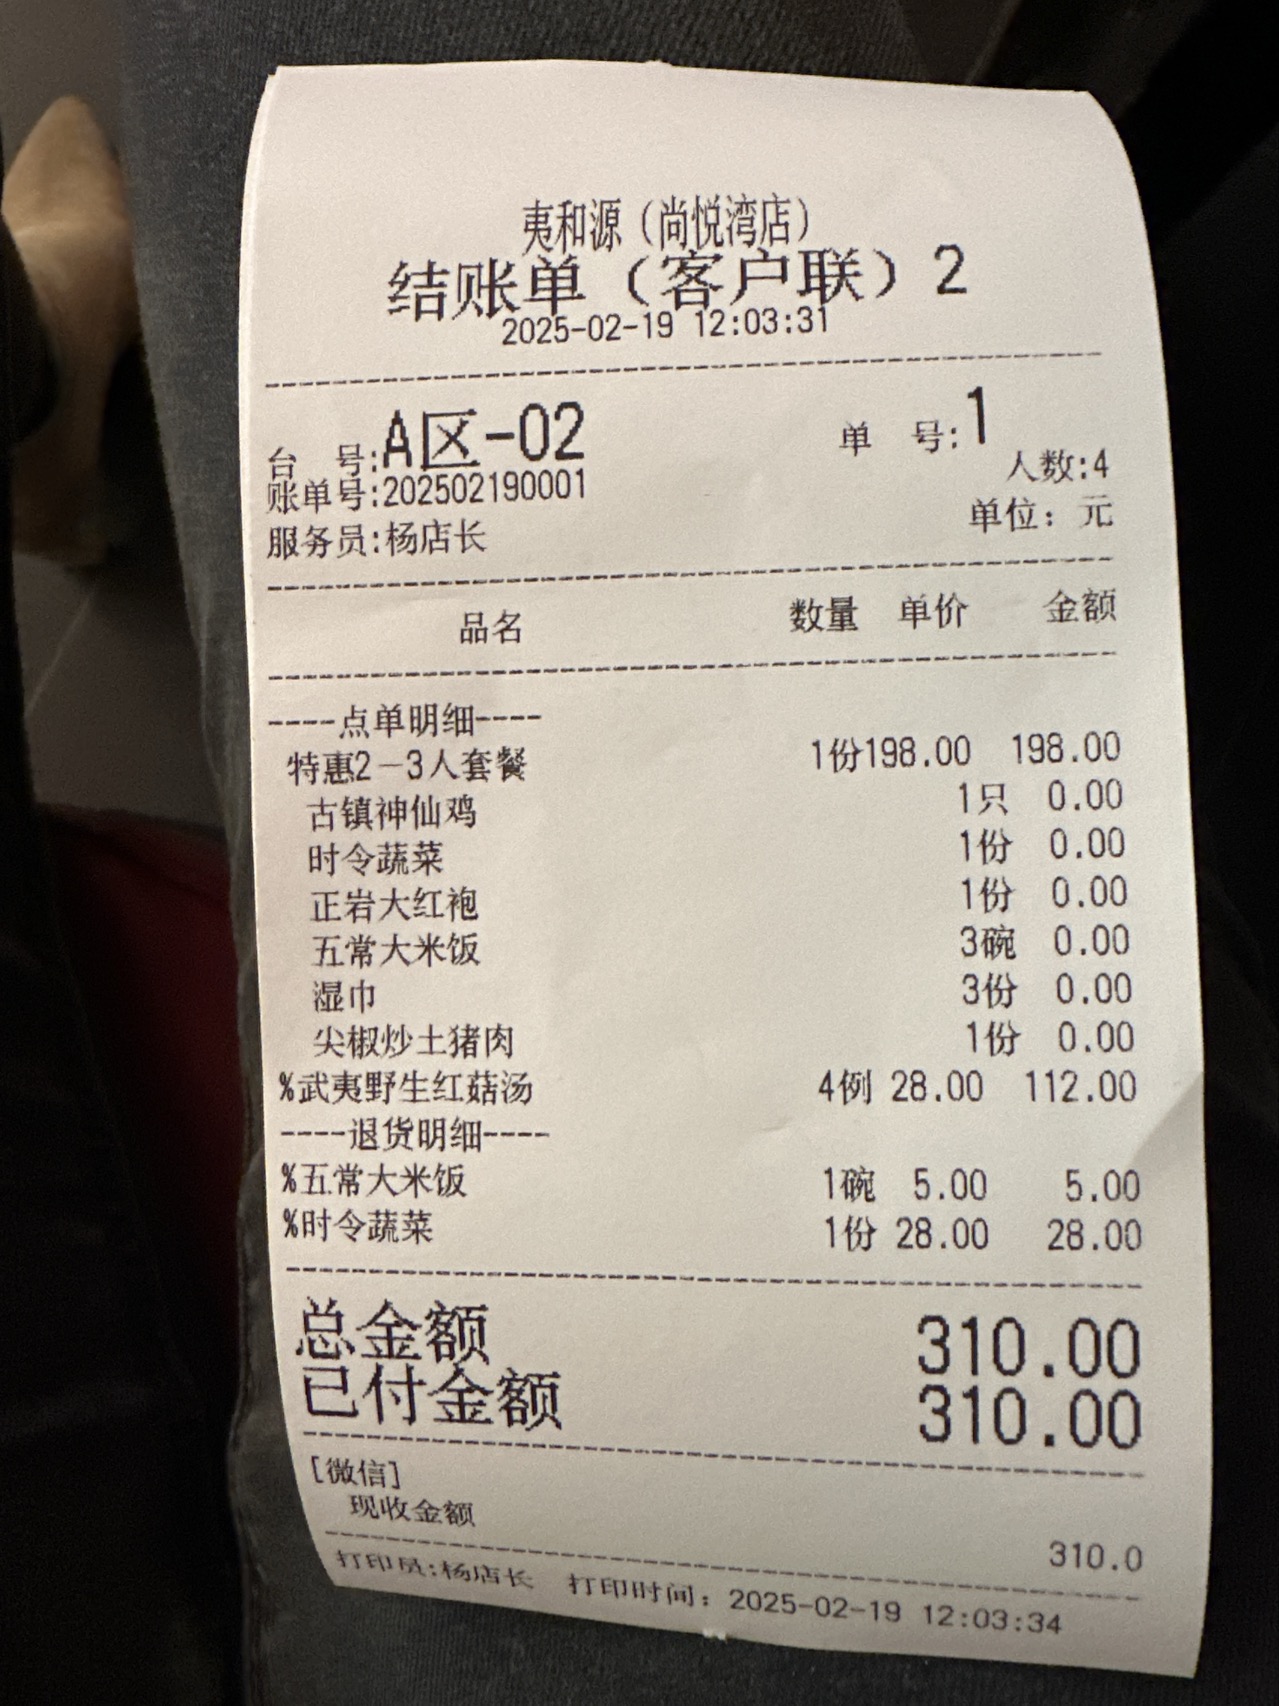 夷和源（尚悦湾店）
结账单（客户联）2
2025-02-19 12:03:31
台 号:A区-02 单 号:1
人数:4
账单号:202502190001
单位：元
服务员:杨店长
品名 数量 单价 金额
----点单明细----
特惠2-3人套餐 1份198.00 198.00
古镇神仙鸡 1只 0.00
时令蔬菜 1份 0.00
正岩大红袍 1份 0.00
五常大米饭 3碗 0.00
湿巾 3份 0.00
尖椒炒土猪肉 1份 0.00
%武夷野生红菇汤 4例 28.00 112.00
----退货明细----
%五常大米饭 1碗 5.00 5.00
%时令蔬菜 1份 28.00 28.00
总金额 310.00
已付金额 310.00
[微信]
现收金额 310.0
打印员:杨店长 打印时间：2025-02-19 12:03:34